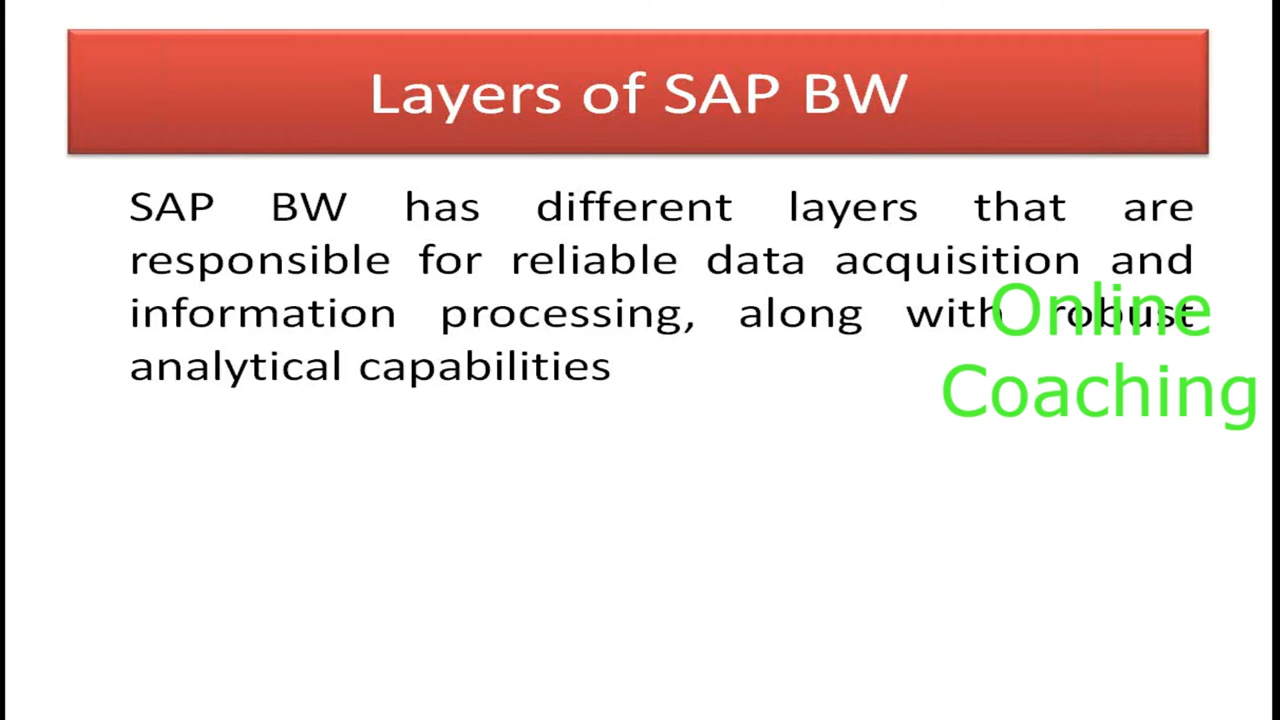 Layers of SAP BW
SAP BW has different layers that are
responsible for reliable data acquisition and
information processing, along with robust
analytical capabilities
Online
Coaching